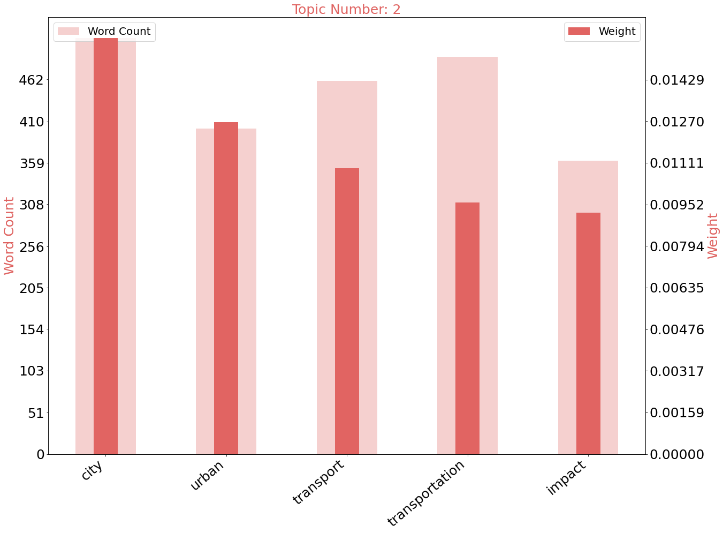 Topic Number: 2
Word Count
Weight
462
410
359
308
256
205
154
103
51
0
Word Count
0.01429
0.01270
0.01111
0.00952
0.00794
0.00635
0.00476
0.00317
0.00159
0.00000
Weight
city
urban
transport
transportation
impact